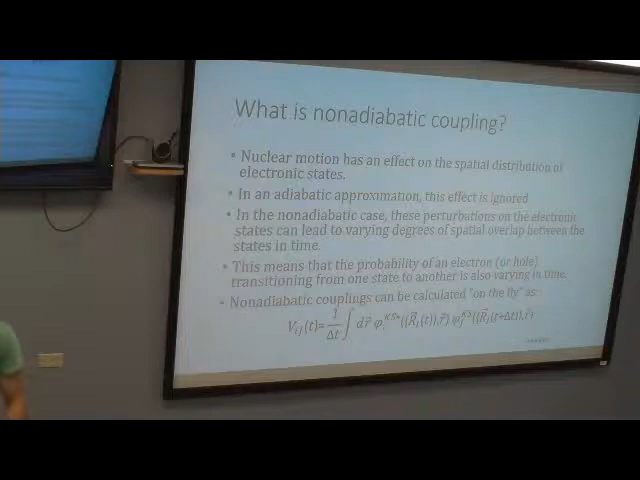 What is nonadiabatic coupling?
• Nuclear motion has an effect on the spatial distribution of
electronic states.
• In an adiabatic approximation, this effect is ignored
• In the nonadiabatic case, these perturbations on the electronic
states can lead to varying degrees of spatial overlap between the
states in time.
• This means that the probability of an electron (or hole)
transitioning from one state to another is also varying in time.
• Nonadiabatic couplings can be calculated "on the fly" as: